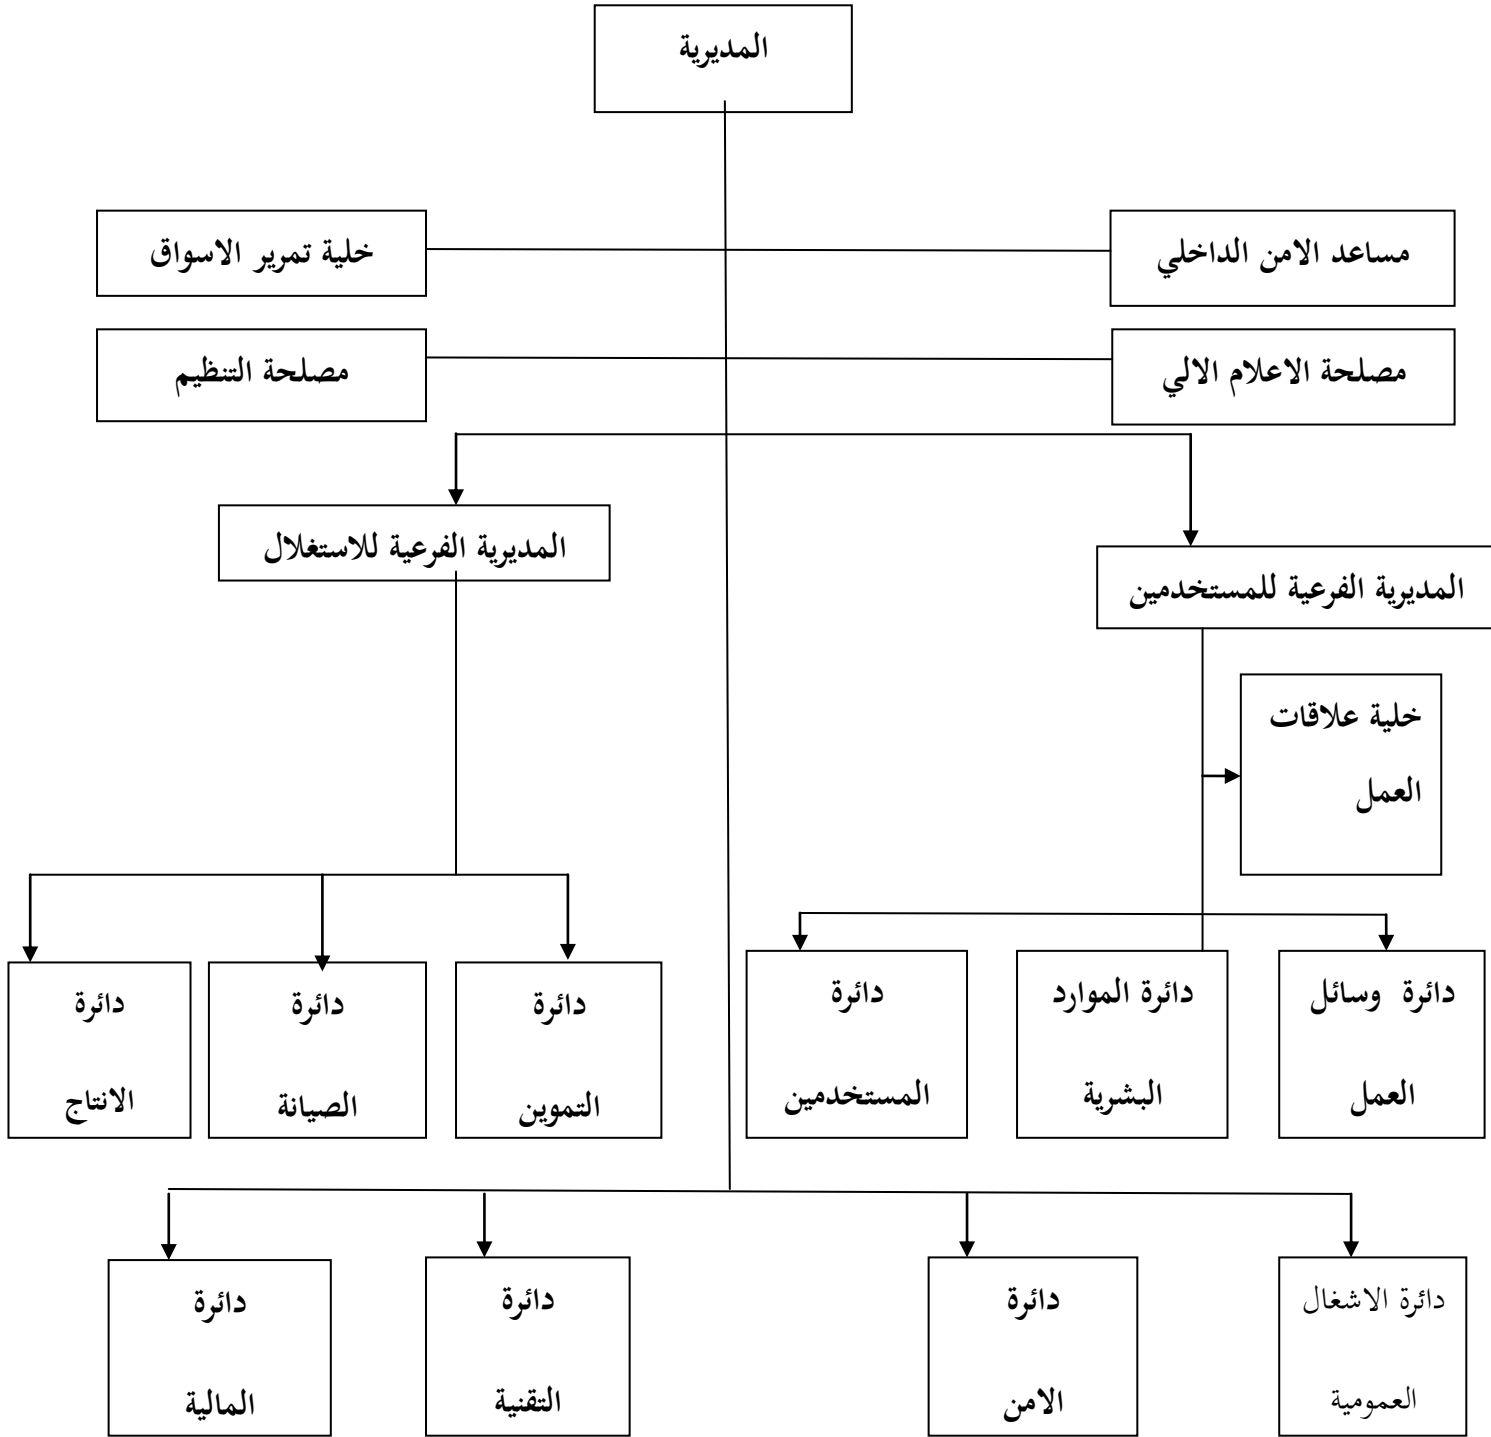 المديرية
مساعد الامن الداخلي
خلية تمرير الاسواق
مصلحة الاعلام الالي
مصلحة التنظيم
المديرية الفرعية للاستغلال
المديرية الفرعية للمستخدمين
خلية علاقات
العمل
دائرة وسائل
العمل
دائرة الموارد
البشرية
دائرة
المستخدمين
دائرة
التموين
دائرة
الصيانة
دائرة
الانتاج
دائرة الاشغال
العمومية
دائرة
الامن
دائرة
التقنية
دائرة
المالية